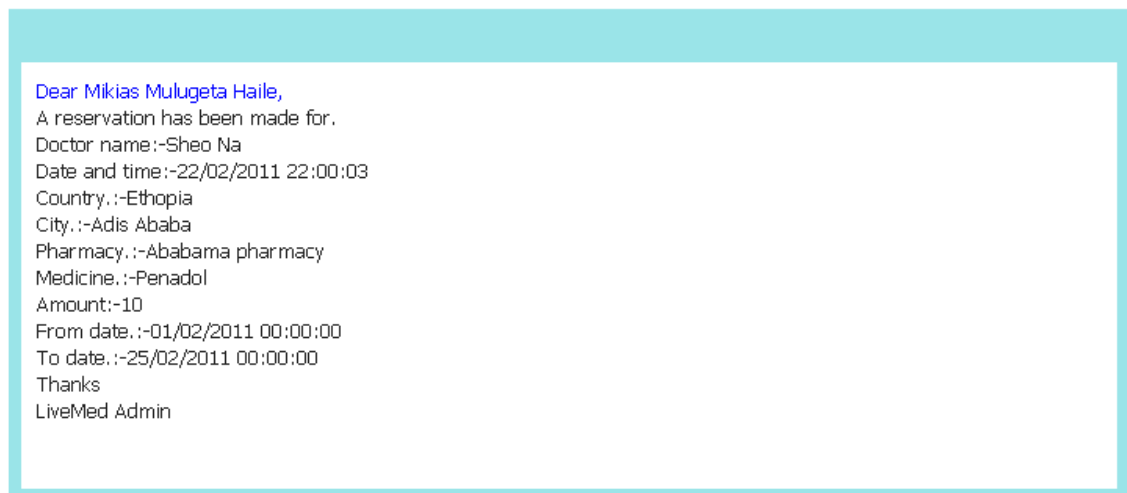 Dear Mikias Mulugeta Haile,
A reservation has been made for.
Doctor name:-Sheo Na
Date and time:-22/02/2011 22:00:03
Country.:-Ethopia
City.:-Adis Ababa
Pharmacy.:-Ababama pharmacy
Medicine.:-Penadol
Amount:-10
From date.:-01/02/2011 00:00:00
To date.:-25/02/2011 00:00:00
Thanks
LiveMed Admin